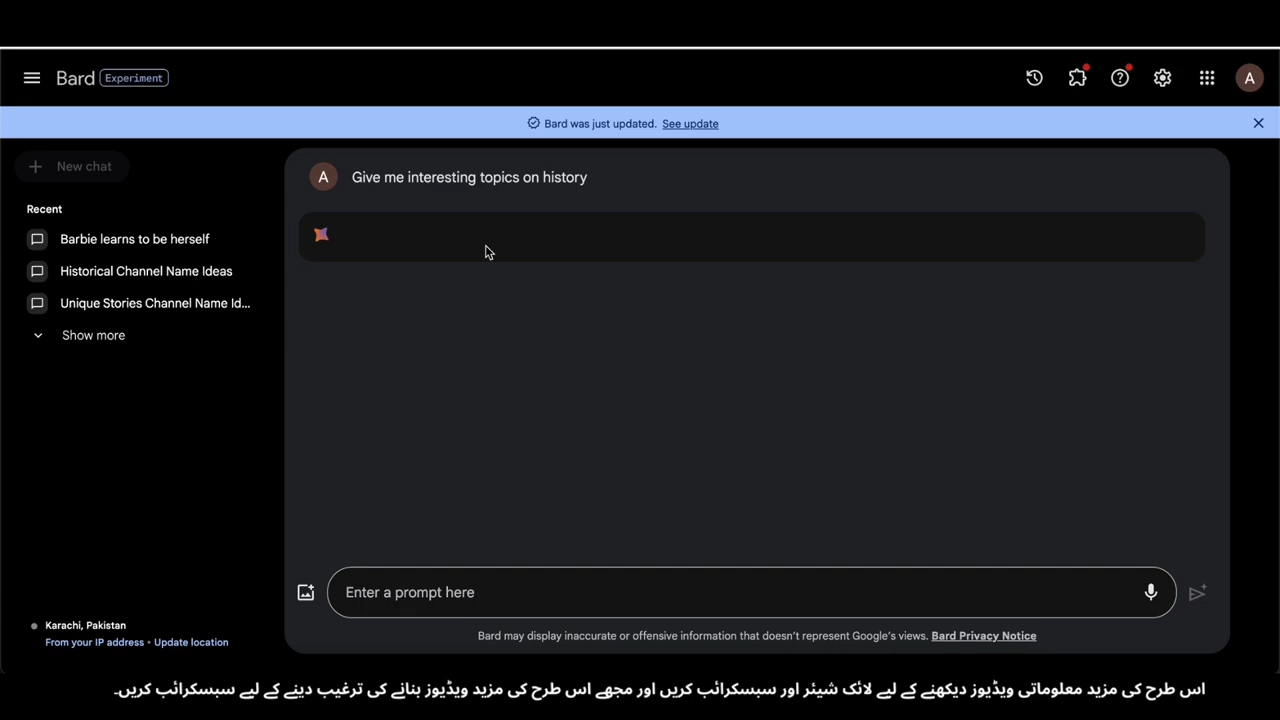 Bard Experiment
A
Bard was just updated. See update
New chat
Recent
Barbie learns to be herself
Historical Channel Name Ideas
Unique Stories Channel Name Id...
Show more
A Give me interesting topics on history
Enter a prompt here
Bard may display inaccurate or offensive information that doesn't represent Google's views. Bard Privacy Notice
Karachi, Pakistan
From your IP address • Update location
اس طرح کی مزید معلوماتی ویڈیوز دیکھنے کے لیے لائک شیئر اور سبسکرائب کریں اور مجھے اس طرح کی مزید ویڈیوز بنانے کی ترغیب دینے کے لیے سبسکرائب کریں۔